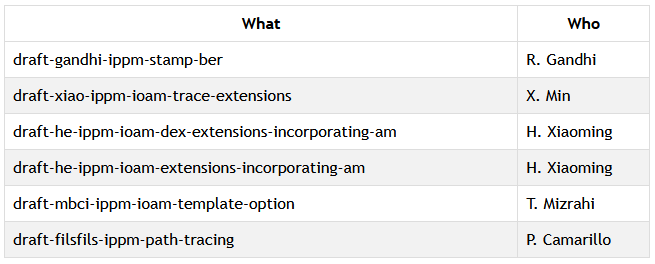 What Who
draft-gandhi-ippm-stamp-ber R. Gandhi
draft-xiao-ippm-ioam-trace-extensions X. Min
draft-he-ippm-ioam-dex-extensions-incorporating-am H. Xiaoming
draft-he-ippm-ioam-extensions-incorporating-am H. Xiaoming
draft-mbci-ippm-ioam-template-option T. Mizrahi
draft-filsfils-ippm-path-tracing P. Camarillo